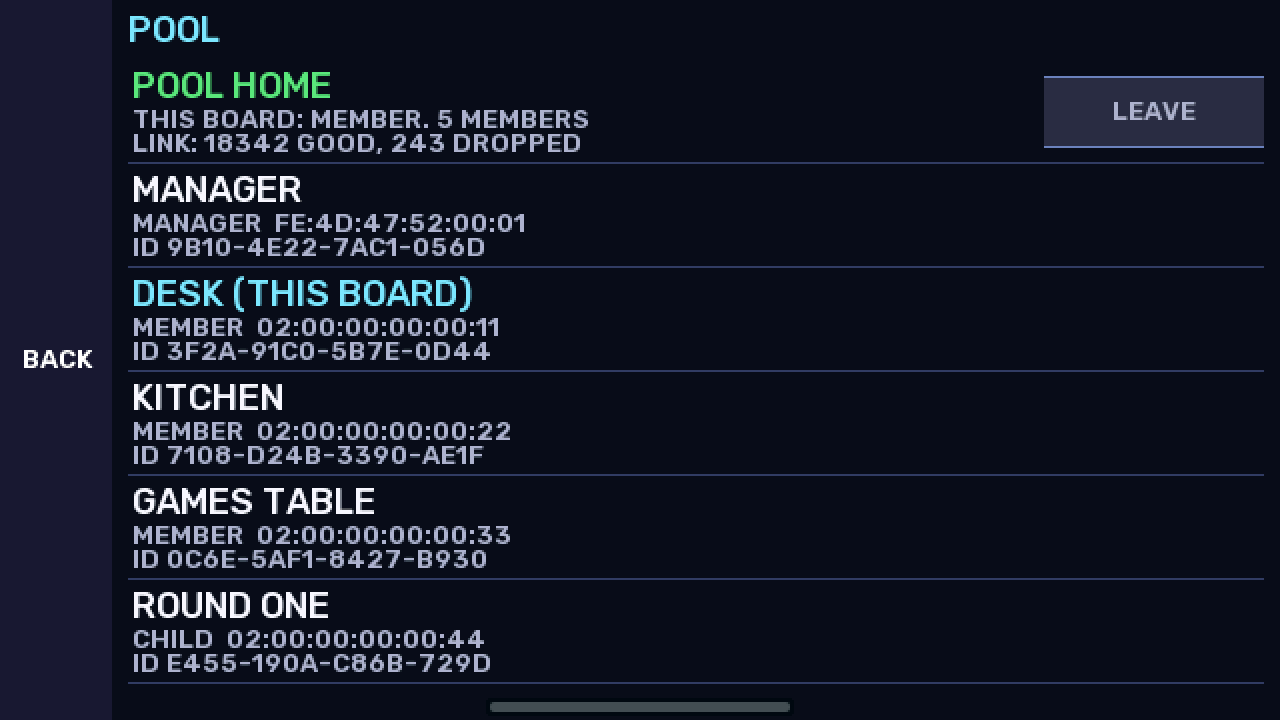 POOL
POOL HOME
THIS BOARD: MEMBER. 5 MEMBERS
LINK: 18342 GOOD, 243 DROPPED
LEAVE
MANAGER
MANAGER FE:4D:47:52:00:01
ID 9B10-4E22-7AC1-056D
DESK (THIS BOARD)
MEMBER 02:00:00:00:00:11
ID 3F2A-91C0-5B7E-0D44
BACK
KITCHEN
MEMBER 02:00:00:00:00:22
ID 7108-D24B-3390-AE1F
GAMES TABLE
MEMBER 02:00:00:00:00:33
ID 0C6E-5AF1-8427-B930
ROUND ONE
CHILD 02:00:00:00:00:44
ID E455-190A-C86B-729D